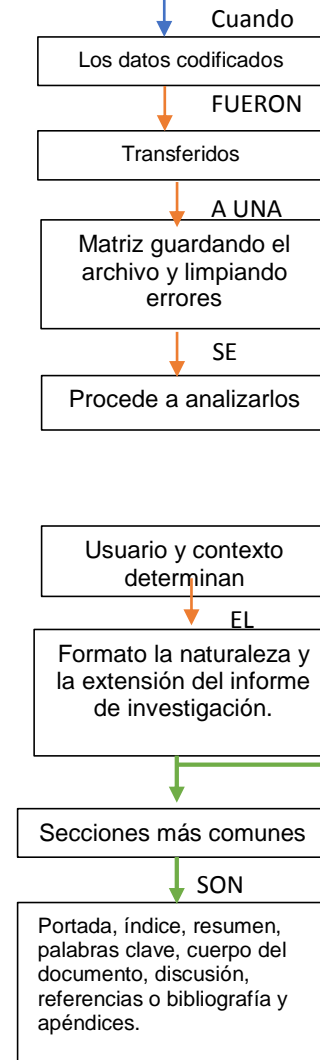 Cuando
Los datos codificados
FUERON
Transferidos
A UNA
Matriz guardando el
archivo y limpiando
errores
SE
Procede a analizarlos
Usuario y contexto
determinan
EL
Formato la naturaleza y
la extensión del informe
de investigación.
Secciones más comunes
SON
Portada, índice, resumen,
palabras clave, cuerpo del
documento, discusión,
referencias o bibliografía y
apéndices.